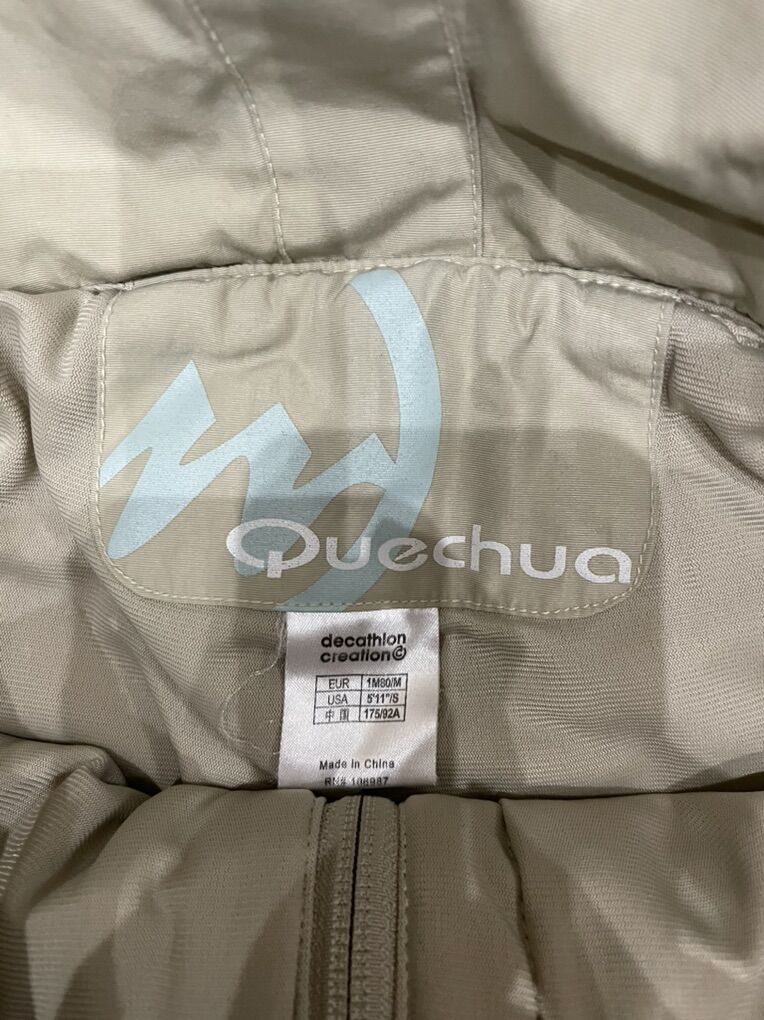 Quechua
decathlon
creation©
EUR 1M80/M
USA 5'11"/S
中国 175/92A
Made in China
RN# 108987